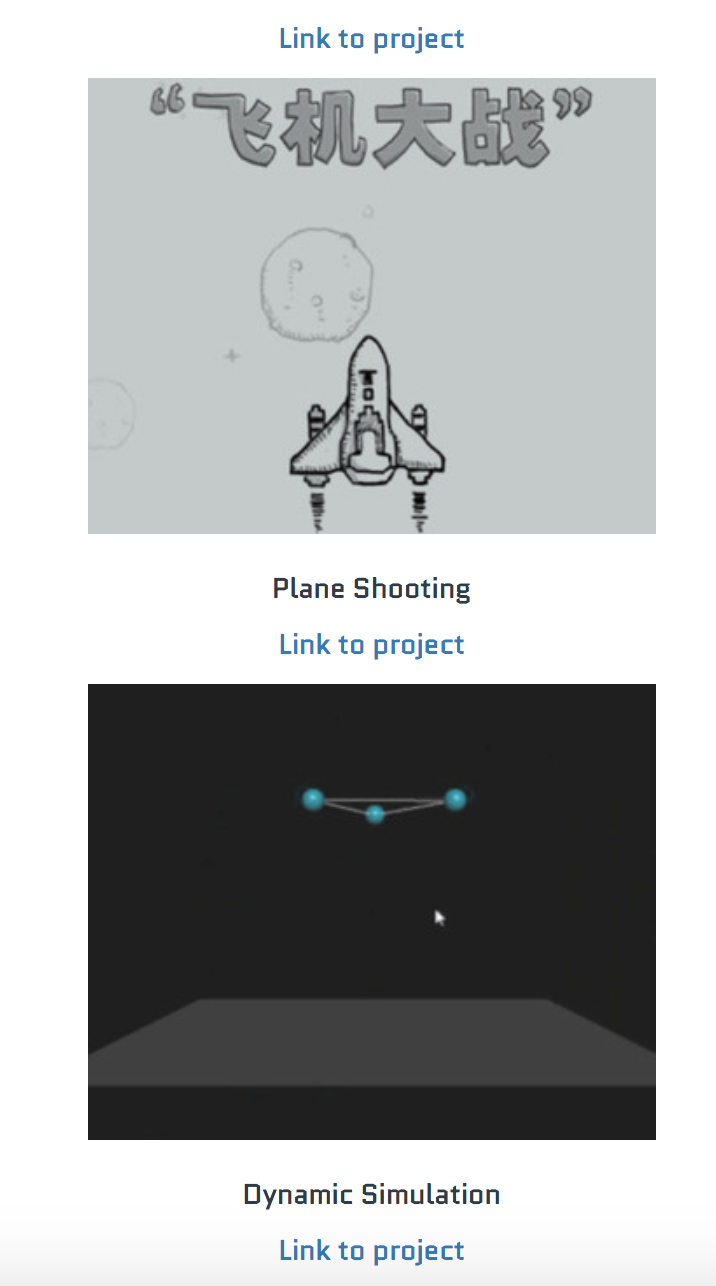 Link to project
“飞机大战”
Plane Shooting
Link to project
Dynamic Simulation
Link to project